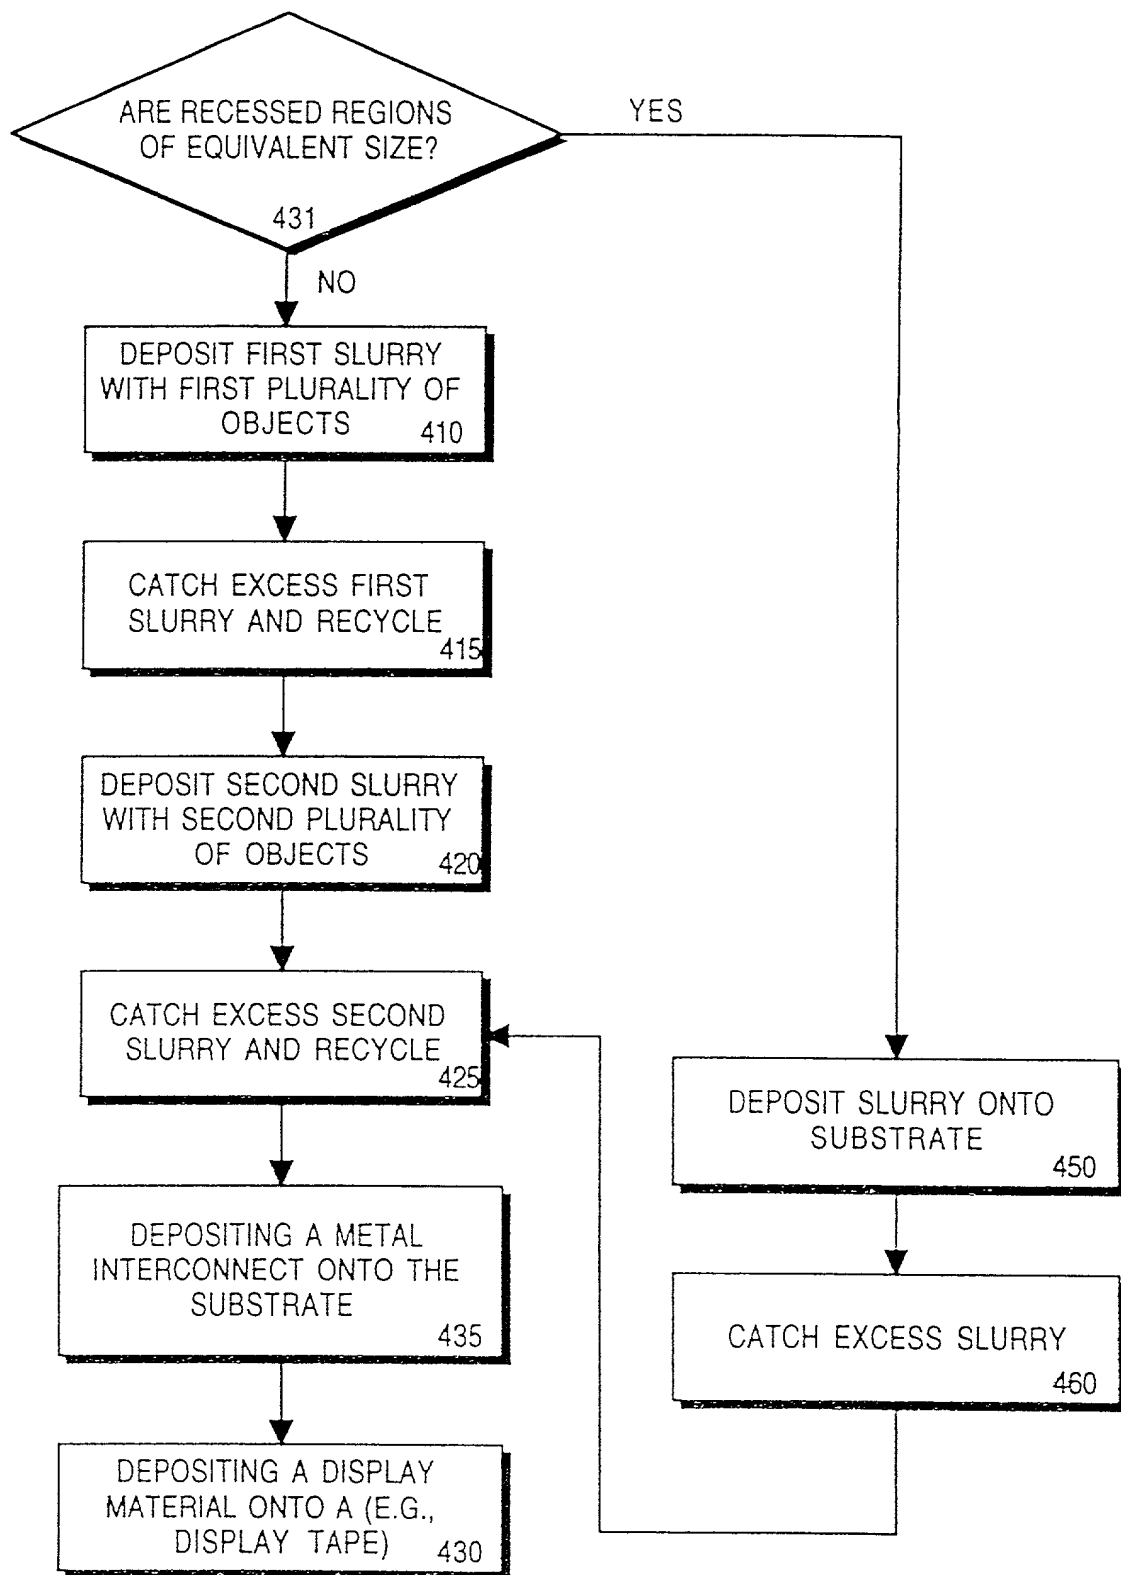 ARE RECESSED REGIONS
OF EQUIVALENT SIZE?
431
YES
NO
DEPOSIT FIRST SLURRY
WITH FIRST PLURALITY OF
OBJECTS 410
CATCH EXCESS FIRST
SLURRY AND RECYCLE
415
DEPOSIT SECOND SLURRY
WITH SECOND PLURALITY
OF OBJECTS 420
CATCH EXCESS SECOND
SLURRY AND RECYCLE
425
DEPOSITING A METAL
INTERCONNECT ONTO THE
SUBSTRATE
435
DEPOSITING A DISPLAY
MATERIAL ONTO A (E.G.,
DISPLAY TAPE) 430
DEPOSIT SLURRY ONTO
SUBSTRATE
450
CATCH EXCESS SLURRY
460